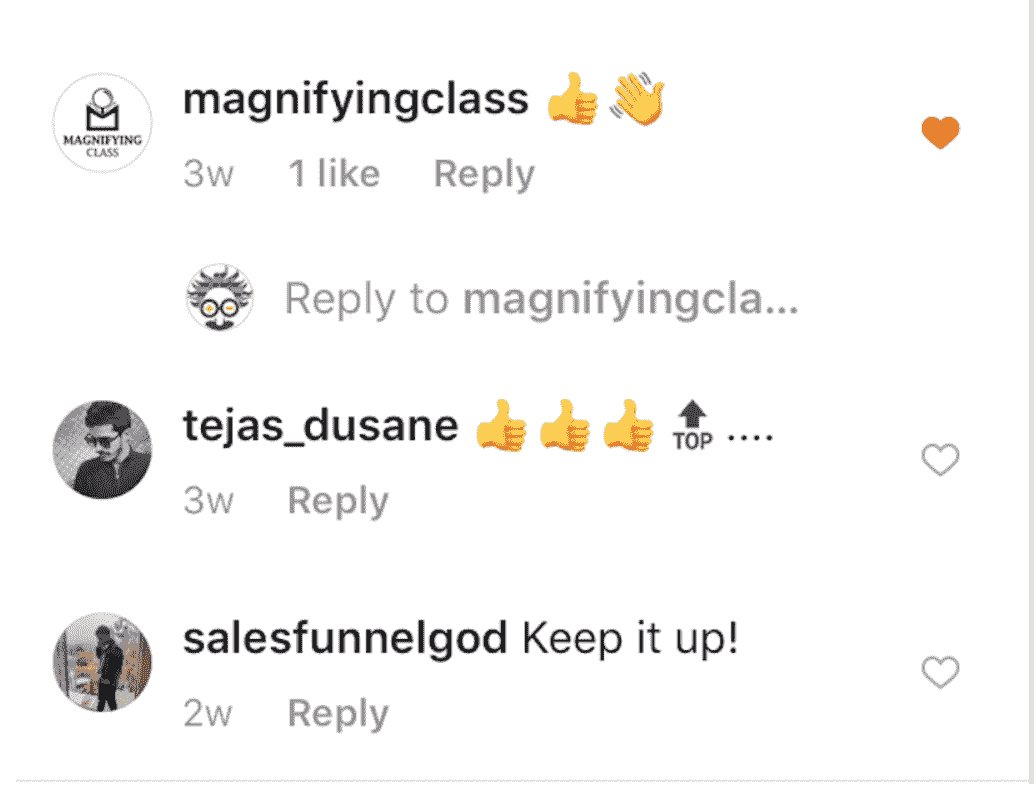 magnifyingclass 👍👋
MAGNIFYING
CLASS
3w 1 like Reply
Reply to magnifyingcla...
tejas_dusane 👍👍👍🔝....
3w Reply
salesfunnelgod Keep it up!
2w Reply